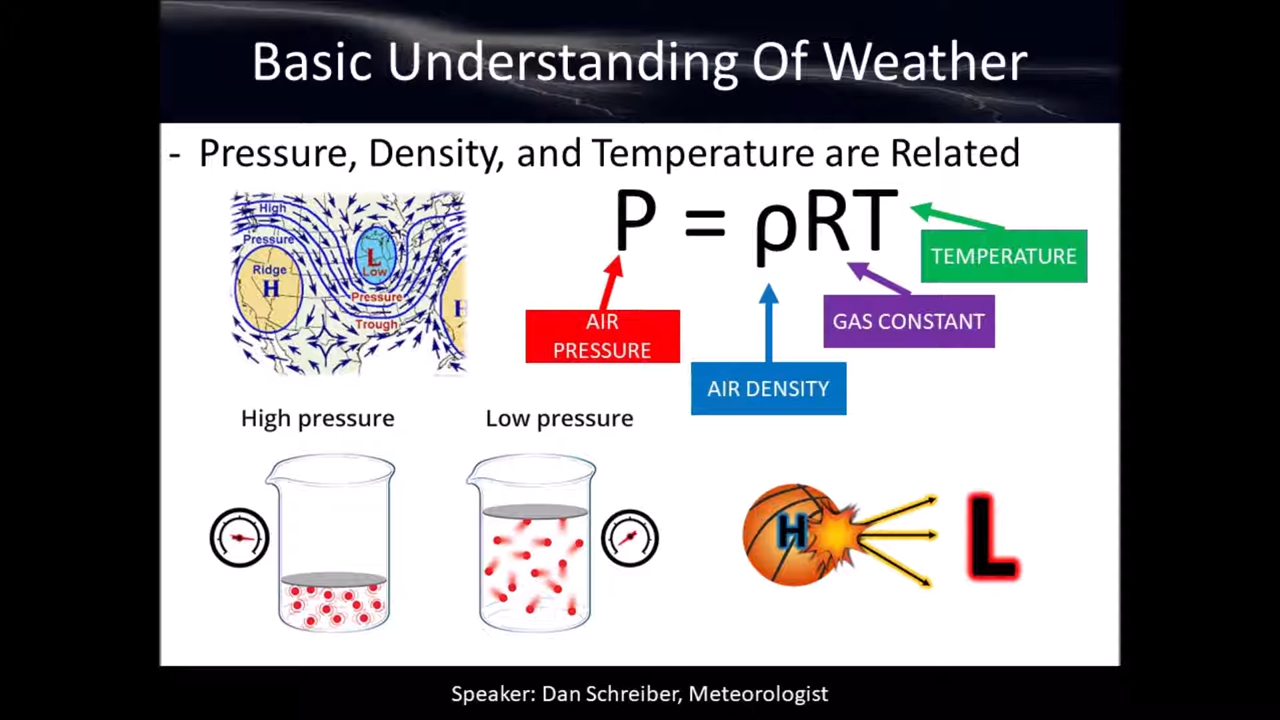 Basic Understanding Of Weather
- Pressure, Density, and Temperature are Related
High
Pressure
Ridge
H
L
Low
Pressure
Trough
H
P = ρRT
TEMPERATURE
GAS CONSTANT
AIR
PRESSURE
AIR DENSITY
High pressure
Low pressure
H
L
Speaker: Dan Schreiber, Meteorologist